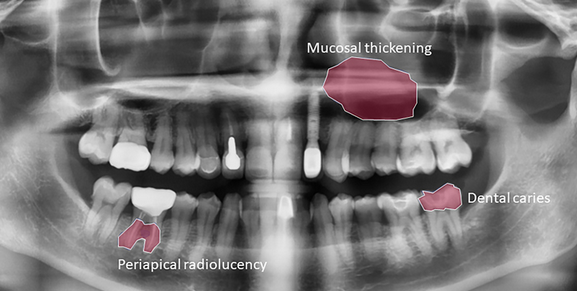 Mucosal thickening
Dental caries
Periapical radiolucency